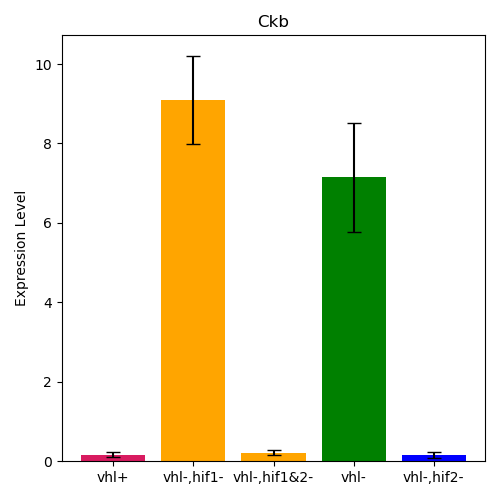 Ckb
Expression Level
10
8
6
4
2
0
vhl+
vhl-,hif1-
vhl-,hif1&2-
vhl-
vhl-,hif2-